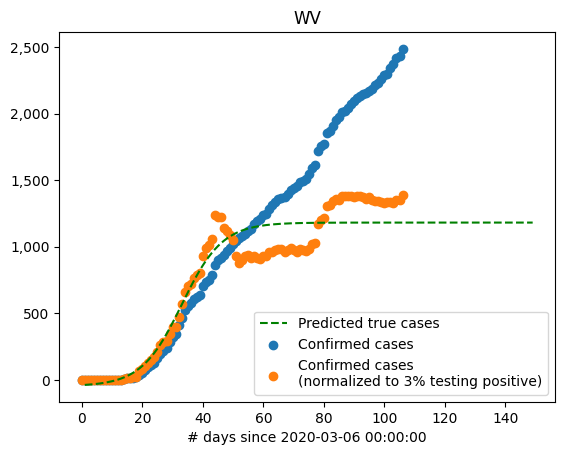 WV
2,500
2,000
1,500
1,000
500
0
Predicted true cases
Confirmed cases
Confirmed cases
(normalized to 3% testing positive)
0 20 40 60 80 100 120 140
# days since 2020-03-06 00:00:00